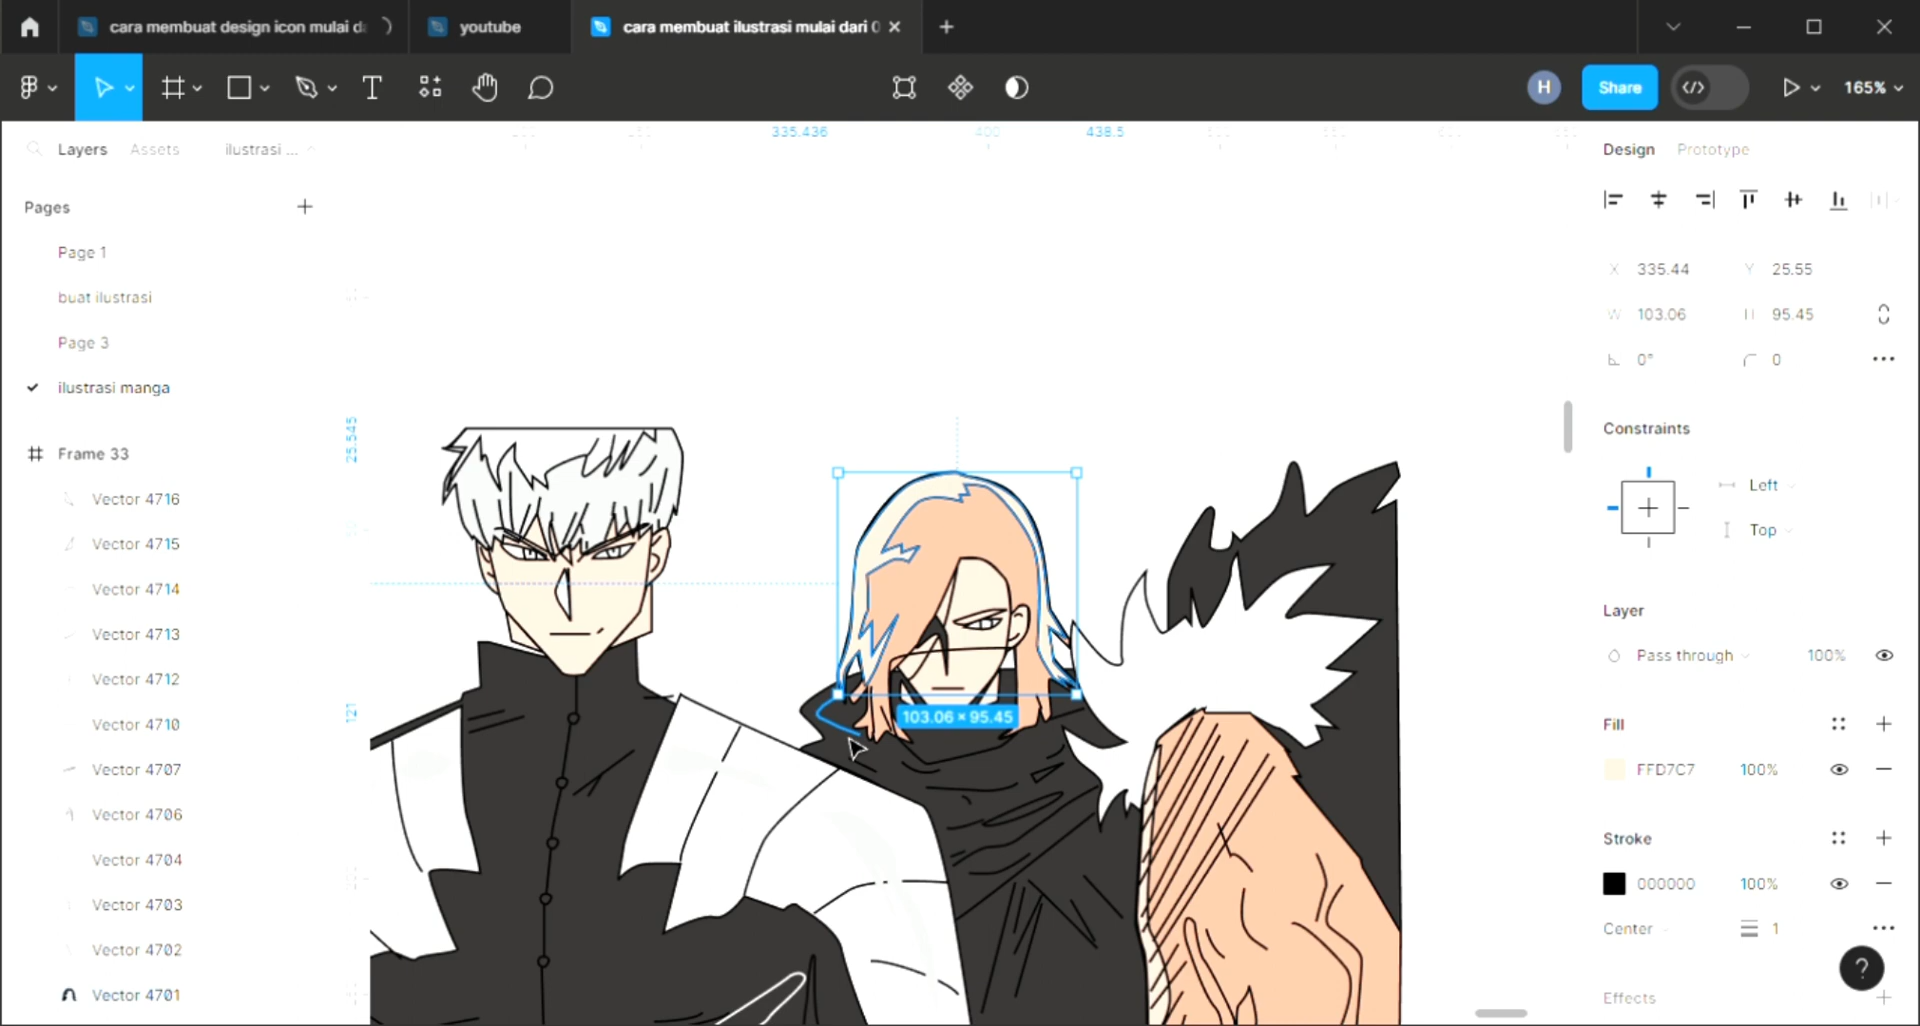 cara membuat design icon mulai da
youtube
cara membuat ilustrasi mulai dari 0
H
Share
165%
335.436
400
438.5
Layers
Assets
ilustrasi ...
Design
Prototype
Pages
Page 1
X 335.44
Y 25.55
buat ilustrasi
W 103.06
H 95.45
Page 3
0°
0
ilustrasi manga
Constraints
25.545
Frame 33
Left
Vector 4716
Top
Vector 4715
Vector 4714
Layer
Vector 4713
Pass through
100%
Vector 4712
121
103.06 × 95.45
Vector 4710
Fill
Vector 4707
FFD7C7
100%
Vector 4706
Stroke
Vector 4704
000000
100%
Vector 4703
Center
1
Vector 4702
Vector 4701
?
Effects